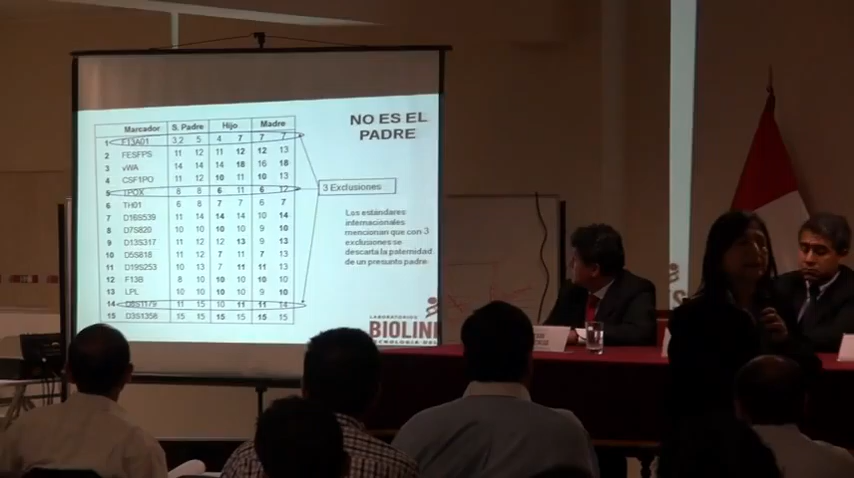 NO ES EL
PADRE
Marcador S. Padre Hijo Madre
1 F13A01 3,2 5 4 7 7 7
2 FESFPS 11 12 11 12 12 13
3 vWA 14 14 14 18 16 18
4 CSF1PO 11 12 10 11 10 13
5 TPOX 8 8 6 11 6 12
6 TH01 6 8 7 7 6 7
7 D16S539 11 14 14 14 10 14
8 D7S820 10 10 10 10 9 10
9 D13S317 11 12 12 13 9 13
10 D5S818 11 12 7 11 7 13
11 D19S253 10 13 7 11 11 13
12 F13B 8 10 10 10 10 10
13 LPL 10 10 10 10 9 10
14 D8S1179 11 15 10 11 11 14
15 D3S1358 15 15 15 15 15 15
3 Exclusiones
Los estándares
internacionales
mencionan que con 3
exclusiones se
descarta la paternidad
de un presunto padre.
LABORATORIOS
BIOLIN